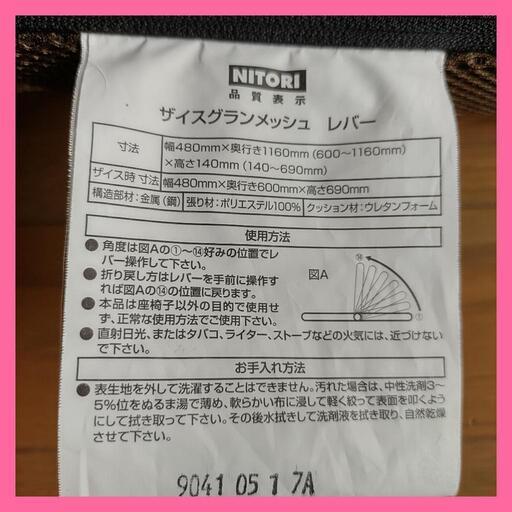 NITORI
品質表示
ザイスグランメッシュ レバー
寸法
幅480mm×奥行き1160mm(600~1160mm)
×高さ140mm(140~690mm)
ザイス時 寸法 幅480mm×奥行き600mm×高さ690mm
構造部材:金属(鋼) 張り材:ポリエステル100% クッション材:ウレタンフォーム
使用方法
●角度は図Aの①~⑭好みの位置でレ
バー操作して下さい。
●折り戻し方はレバーを手前に操作す
れば図Aの⑭の位置に戻ります。
●本品は座椅子以外の目的で使用せ
ず、正常な使用方法でご使用下さい。
●直射日光、またはタバコ、ライター、ストーブなどの火気には、近づけない
で下さい。
図A
⑭
①
お手入れ方法
●表生地を外して洗濯することはできません。汚れた場合は、中性洗剤3~
5%位をぬるま湯で薄め、軟らかい布に浸して軽く絞って表面を叩くように
にして拭き取って下さい。その後水拭きして洗剤液を拭き取り、自然乾燥
させて下さい。
9041 05 1 7A